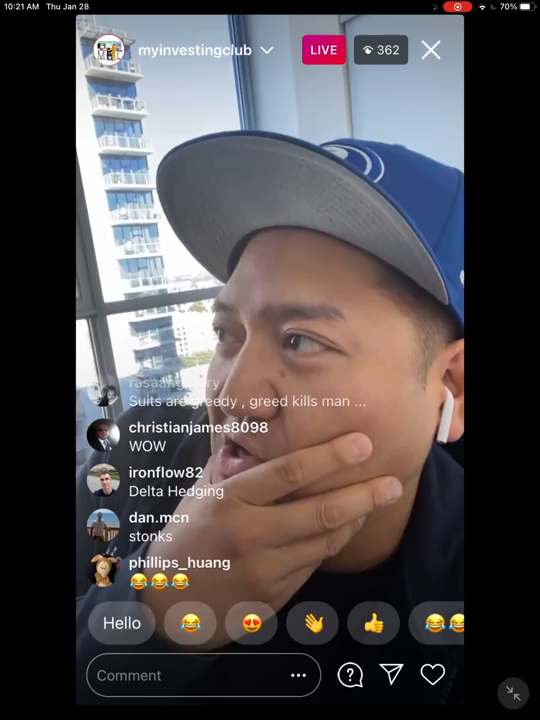 10:21 AM Thu Jan 28
70%
myinvestingclub
LIVE
362
Suits are greedy , greed kills man ...
christianjames8098
WOW
ironflow82
Delta Hedging
dan.mcn
stonks
phillips_huang
😂😂😂
Hello
Comment